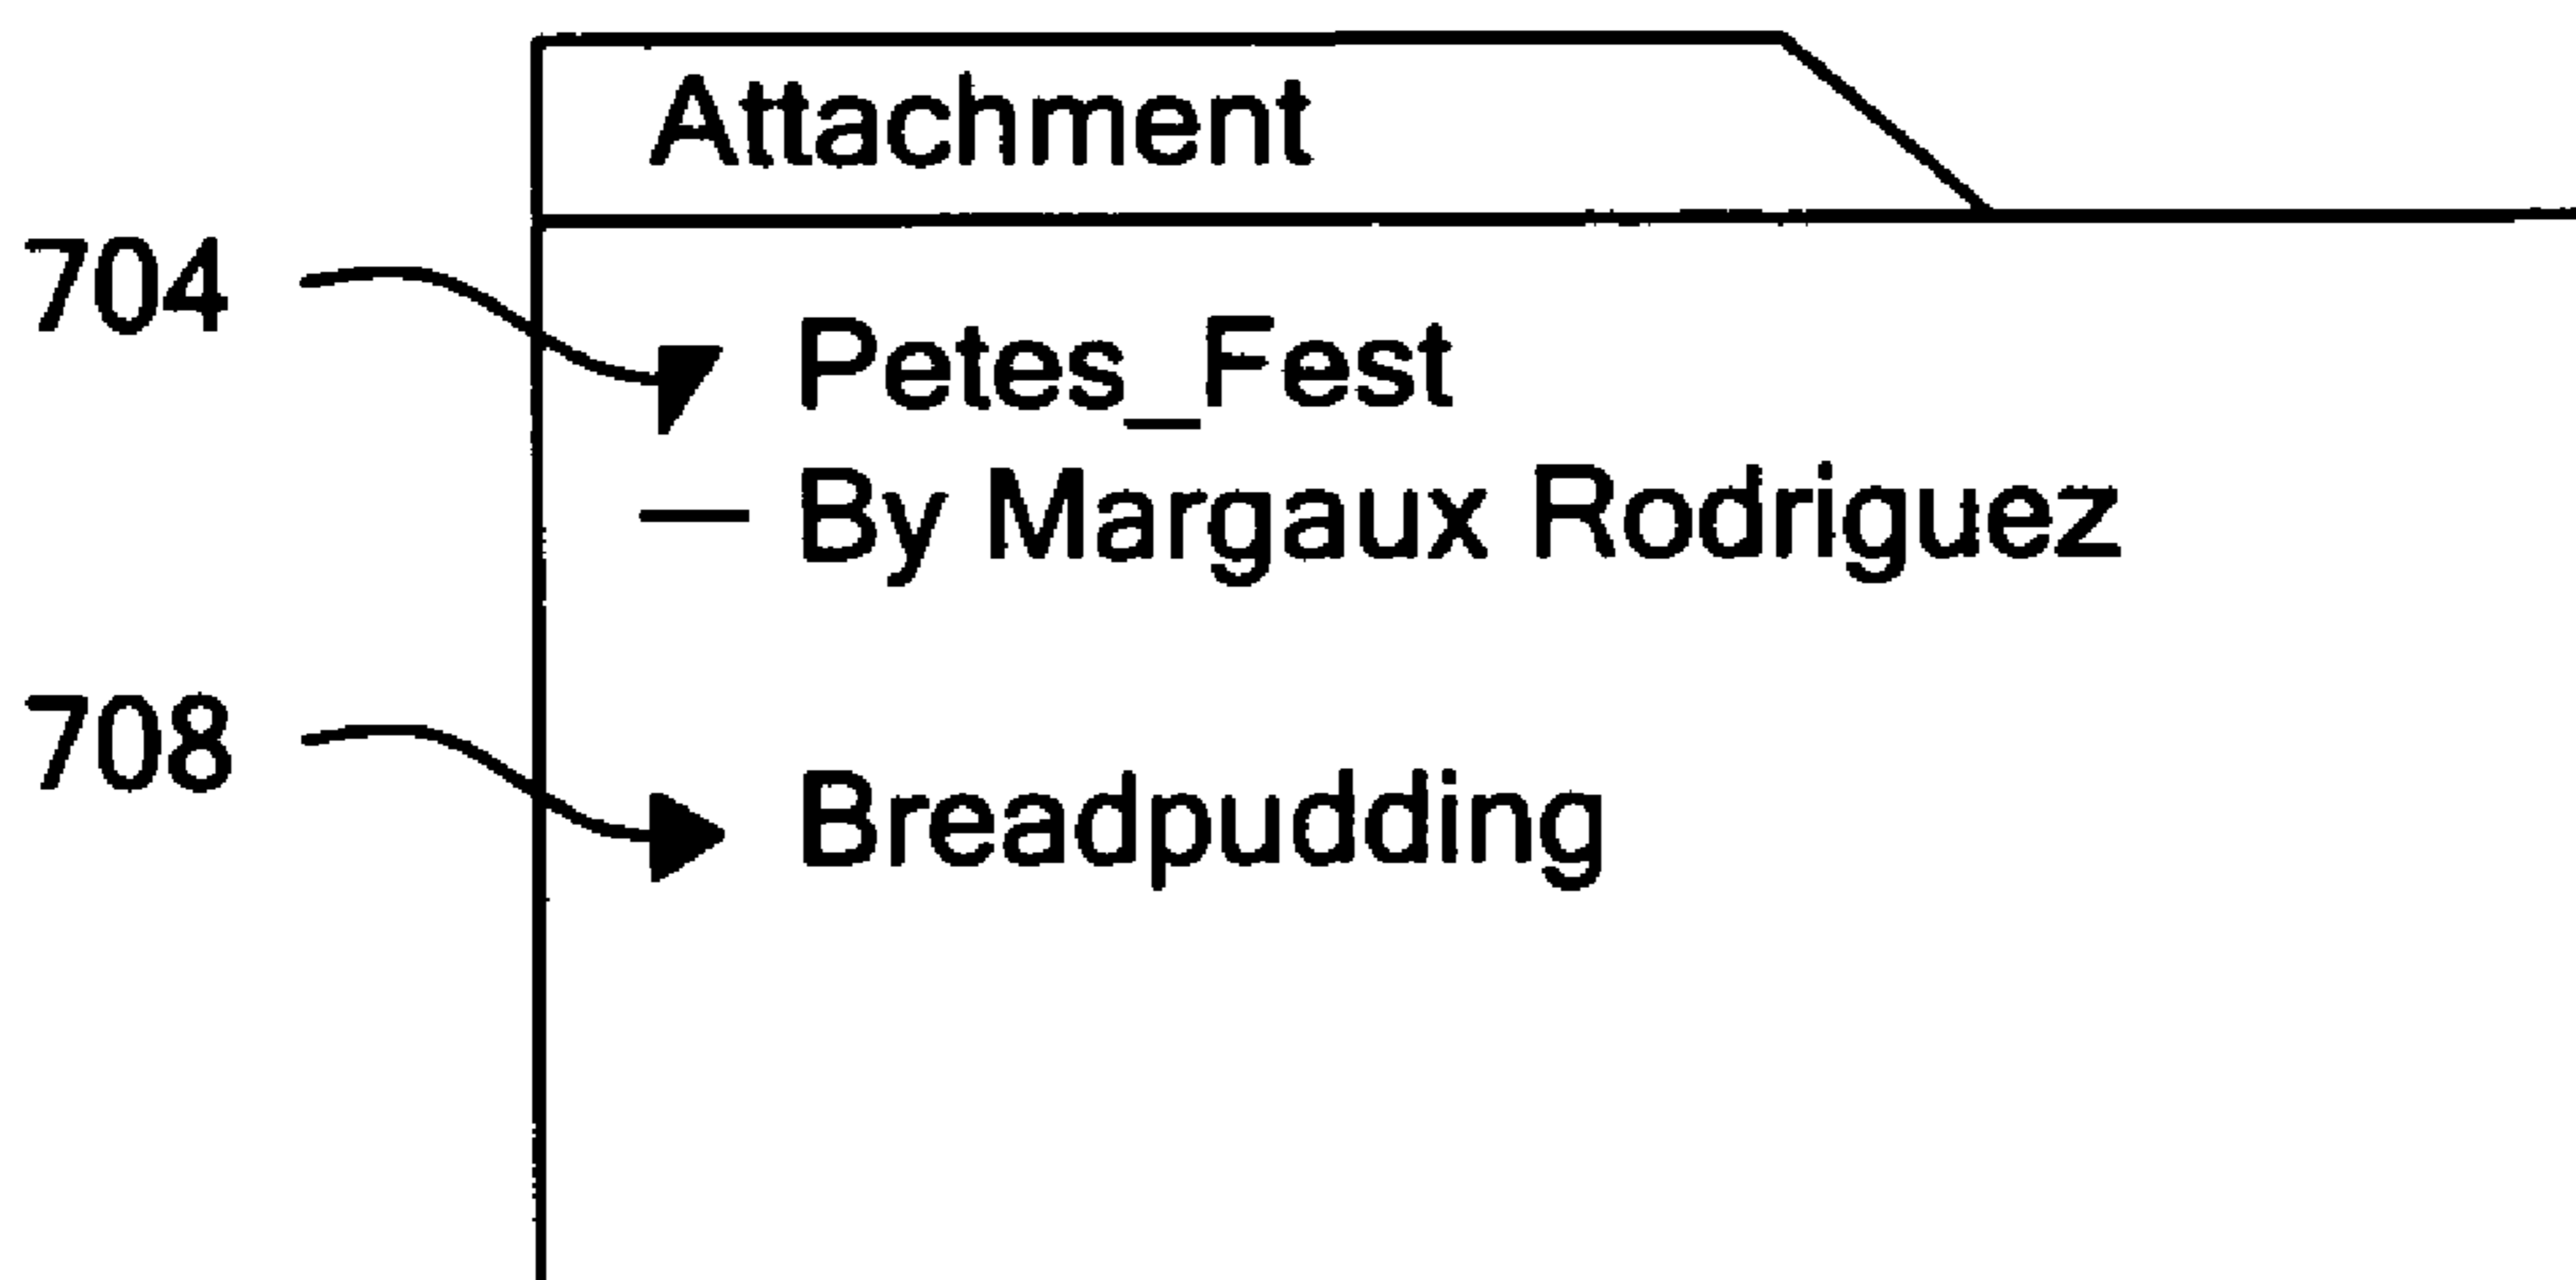 Attachment
704
Petes_Fest
— By Margaux Rodriguez
708
Breadpudding